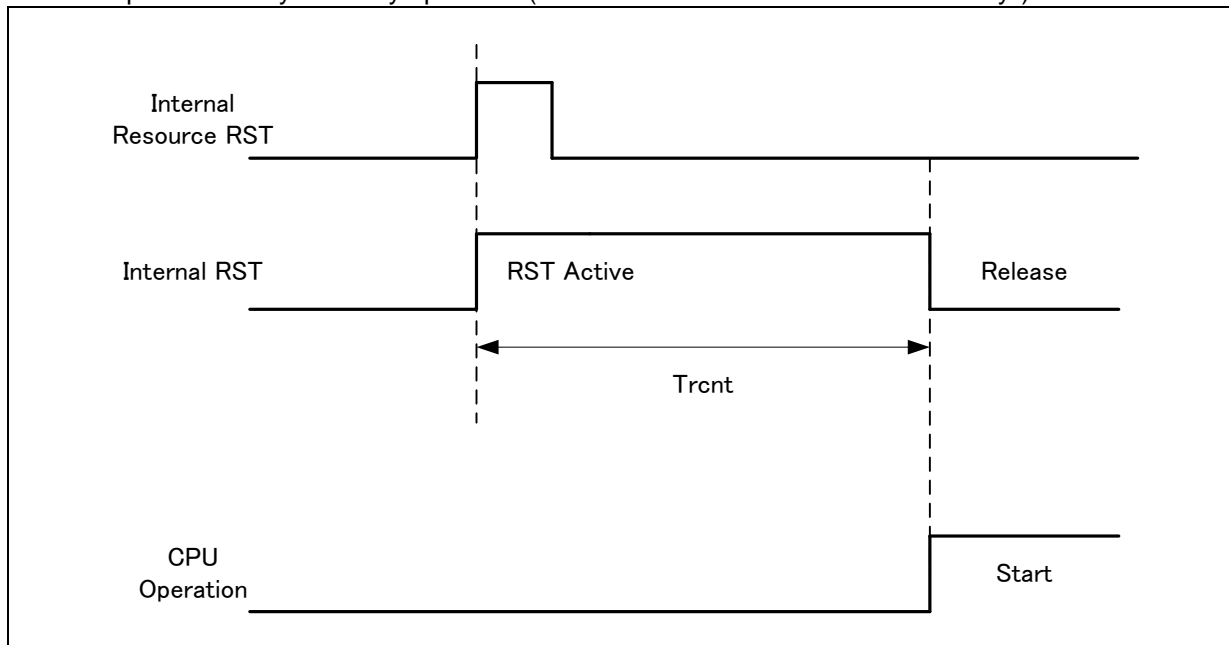 Internal
Resource RST
Internal RST
RST Active
Release
Trcnt
CPU
Operation
Start